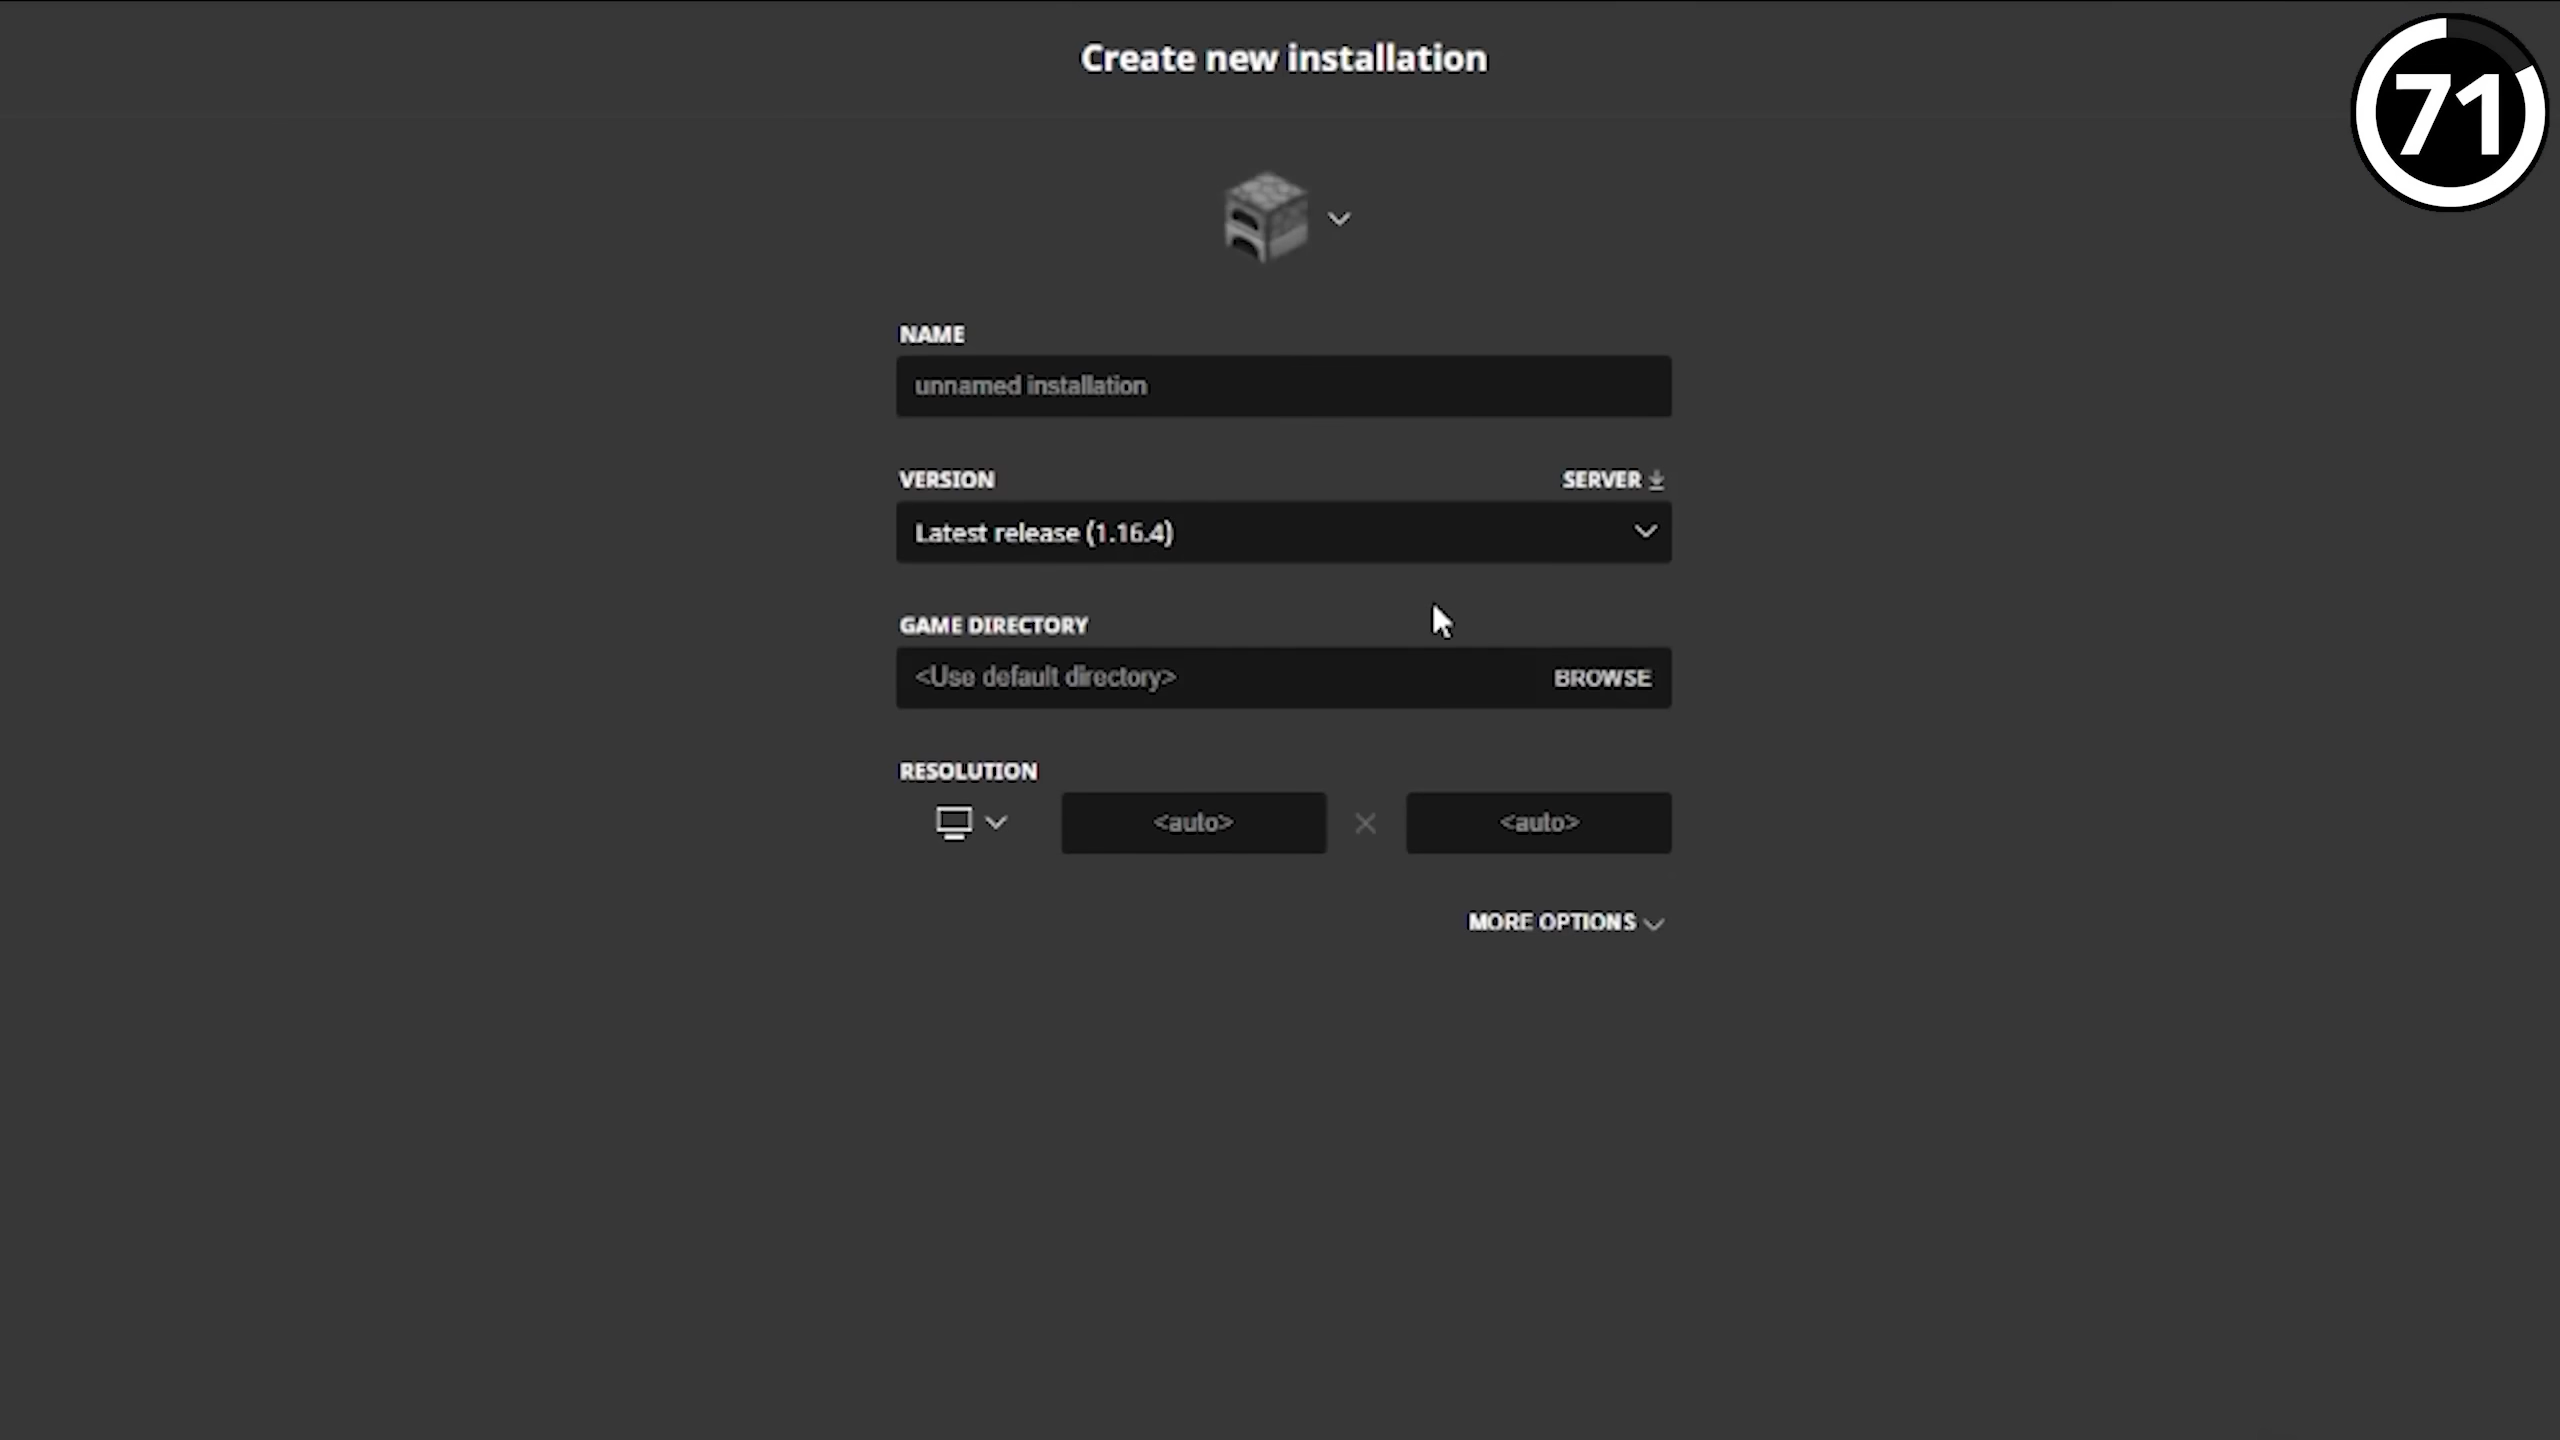 Create new installation
71
NAME
unnamed installation
VERSION
SERVER
Latest release (1.16.4)
GAME DIRECTORY
<Use default directory>
BROWSE
RESOLUTION
<auto>
<auto>
MORE OPTIONS